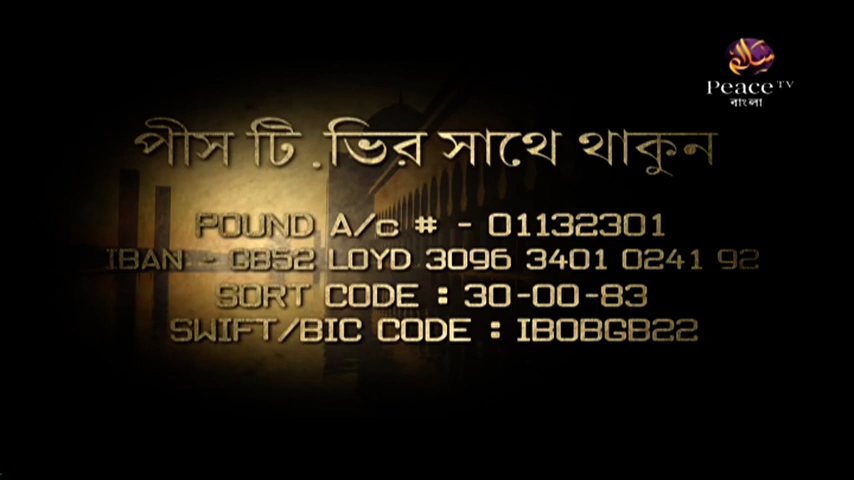 Peace TV
বাংলা
পীস টি.ভির সাথে থাকুন
POUND A/c # - 01132301
IBAN - GB52 LOYD 3096 3401 0241 92
SORT CODE : 30-00-83
SWIFT/BIC CODE : IBOBGB22